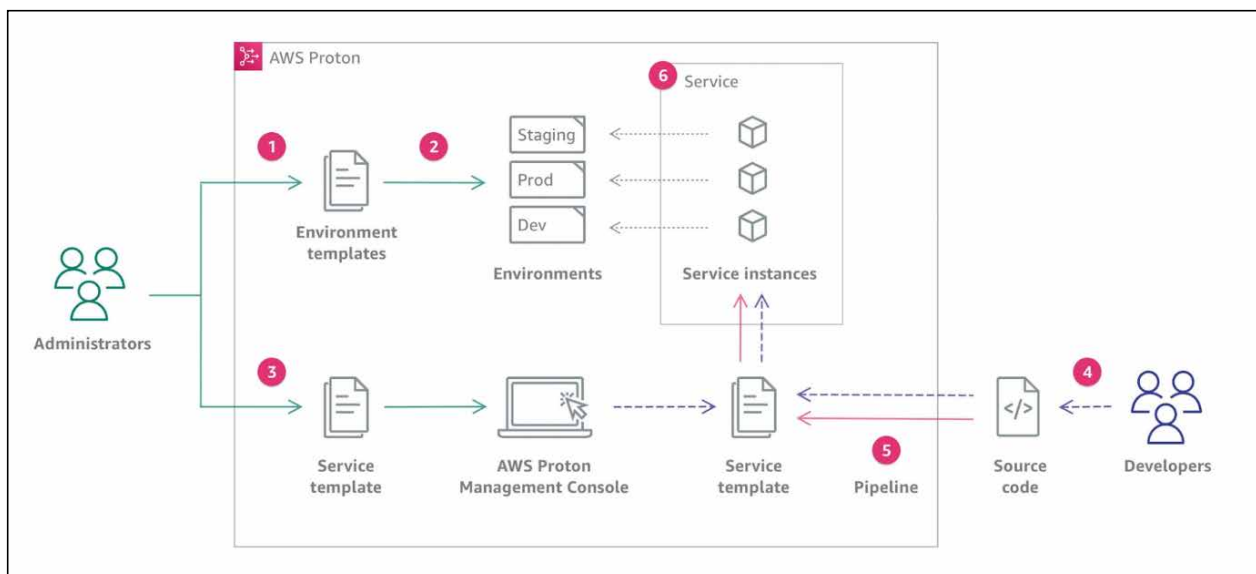 AWS Proton
6
Service
1
2
Staging
Prod
Dev
Environment
templates
Environments
Service instances
Administrators
3
4
</>
5
Service
template
AWS Proton
Management Console
Service
template
Pipeline
Source
code
Developers